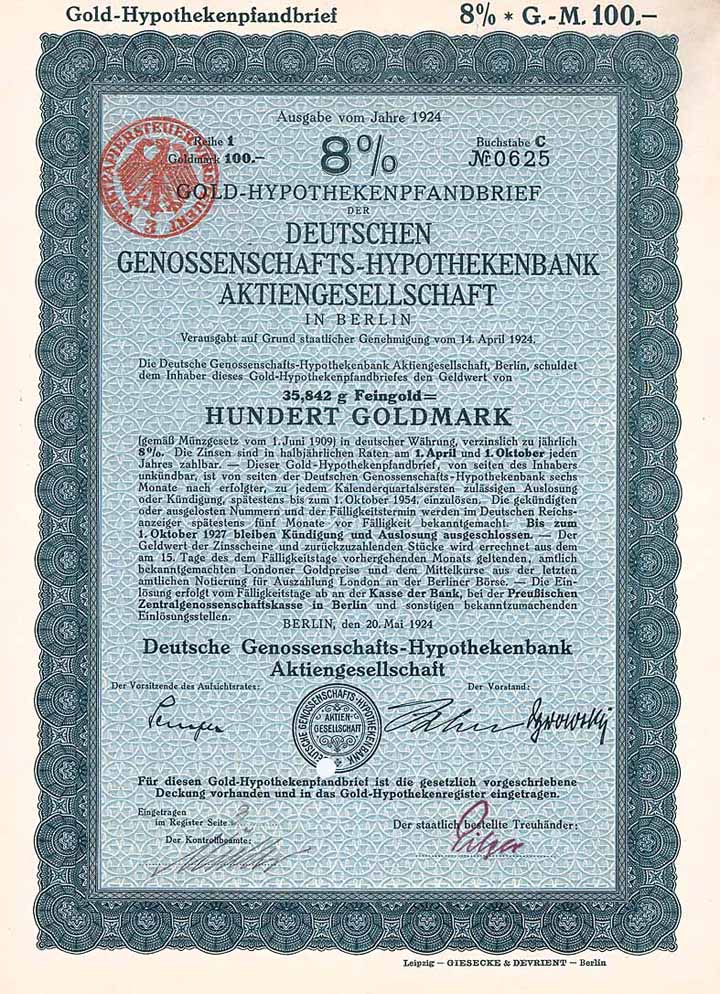 Gold-Hypothekenpfandbrief 8% * G.-M. 100.-
Ausgabe vom Jahre 1924
WERTPAPIERSTEUER
3
Reihe 1
Goldmark 100.-
8%
Buchstabe C
№ 0625
GOLD-HYPOTHEKENPFANDBRIEF
DER
DEUTSCHEN
GENOSSENSCHAFTS-HYPOTHEKENBANK
AKTIENGESELLSCHAFT
IN BERLIN
Verausgabt auf Grund staatlicher Genehmigung vom 14. April 1924.
Die Deutsche Genossenschafts-Hypothekenbank Aktiengesellschaft, Berlin, schuldet
dem Inhaber dieses Gold-Hypothekenpfandbriefes den Geldwert von
35,842 g Feingold=
HUNDERT GOLDMARK
(gemäß Münzgesetz vom 1. Juni 1909) in deutscher Währung, verzinslich zu jährlich
8%. Die Zinsen sind in halbjährlichen Raten am 1. April und 1. Oktober jeden
Jahres zahlbar. — Dieser Gold-Hypothekenpfandbrief, von seiten des Inhabers
unkündbar, ist von seiten der Deutschen Genossenschafts-Hypothekenbank sechs
Monate nach erfolgter, zu jedem Kalenderquartalsersten zulässigen Auslosung
oder Kündigung, spätestens bis zum 1. Oktober 1954, einzulösen. Die gekündigten
oder ausgelosten Nummern und der Fälligkeitstermin werden im Deutschen Reichs-
anzeiger spätestens fünf Monate vor Fälligkeit bekanntgemacht. Bis zum
1. Oktober 1927 bleiben Kündigung und Auslosung ausgeschlossen. — Der
Geldwert der Zinsscheine und zurückzuzahlenden Stücke wird errechnet aus dem
am 15. Tage des dem Fälligkeitstage vorhergehenden Monats geltenden, amtlich
bekanntgemachten Londoner Goldpreise und dem Mittelkurse aus der letzten
amtlichen Notierung für Auszahlung London an der Berliner Börse. — Die Ein-
lösung erfolgt vom Fälligkeitstage ab an der Kasse der Bank, bei der Preußischen
Zentralgenossenschaftskasse in Berlin und sonstigen bekanntzumachenden
Einlösungsstellen.
BERLIN, den 20. Mai 1924
Deutsche Genossenschafts-Hypothekenbank
Aktiengesellschaft
Der Vorsitzende des Aufsichtsrates:
Der Vorstand:
DEUTSCHE GENOSSENSCHAFTS-HYPOTHEKENBANK
AKTIEN-
GESELLSCHAFT
Für diesen Gold-Hypothekenpfandbrief ist die gesetzlich vorgeschriebene
Deckung vorhanden und in das Gold-Hypothekenregister eingetragen.
Eingetragen
im Register Seite
Der Kontrollbeamte:
Der staatlich bestellte Treuhänder:
Leipzig — GIESECKE & DEVRIENT — Berlin